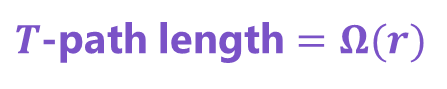 T-path length = Ω(r)